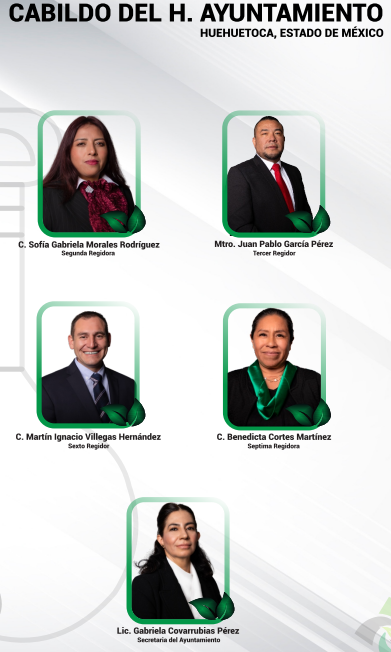 CABILDO DEL H. AYUNTAMIENTO
HUEHUETOCA, ESTADO DE MÉXICO
C. Sofía Gabriela Morales Rodríguez
Segunda Regidora
Mtro. Juan Pablo García Pérez
Tercer Regidor
C. Martín Ignacio Villegas Hernández
Sexto Regidor
C. Benedicta Cortes Martínez
Septima Regidora
Lic. Gabriela Covarrubias Pérez
Secretaria del Ayuntamiento